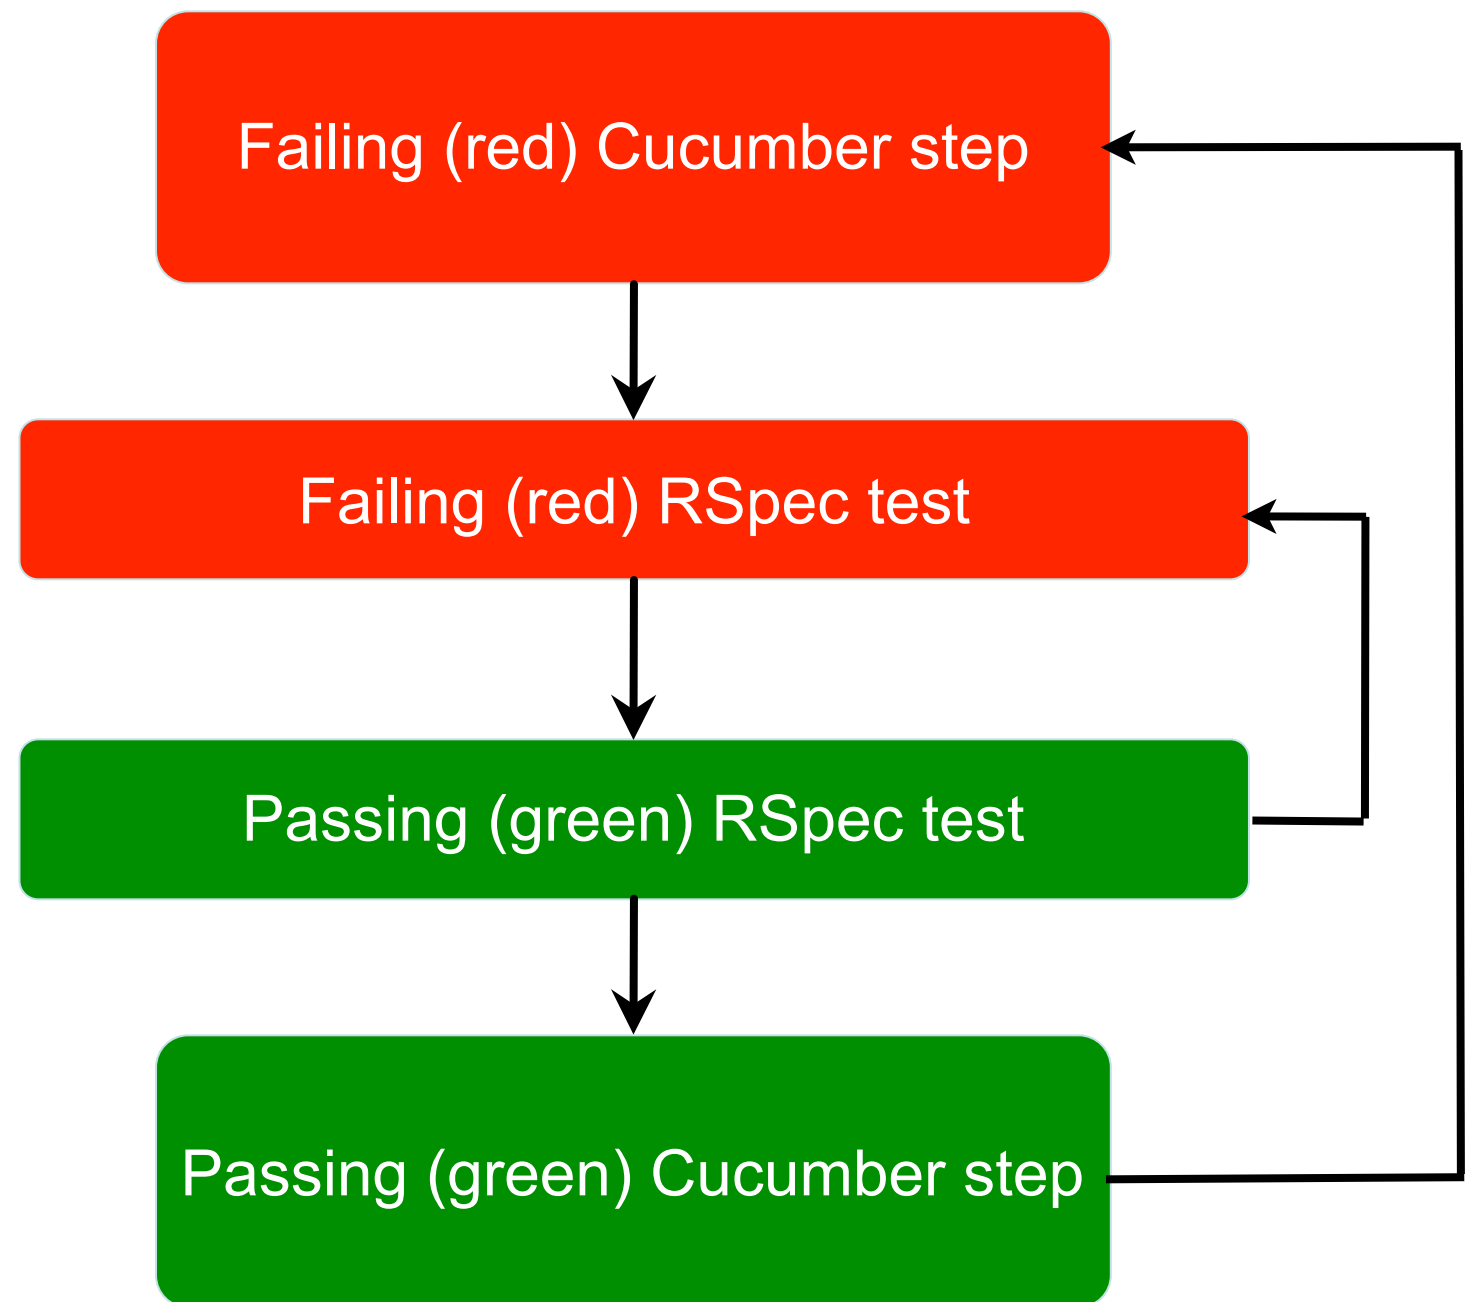 Failing (red) Cucumber step
Failing (red) RSpec test
Passing (green) RSpec test
Passing (green) Cucumber step